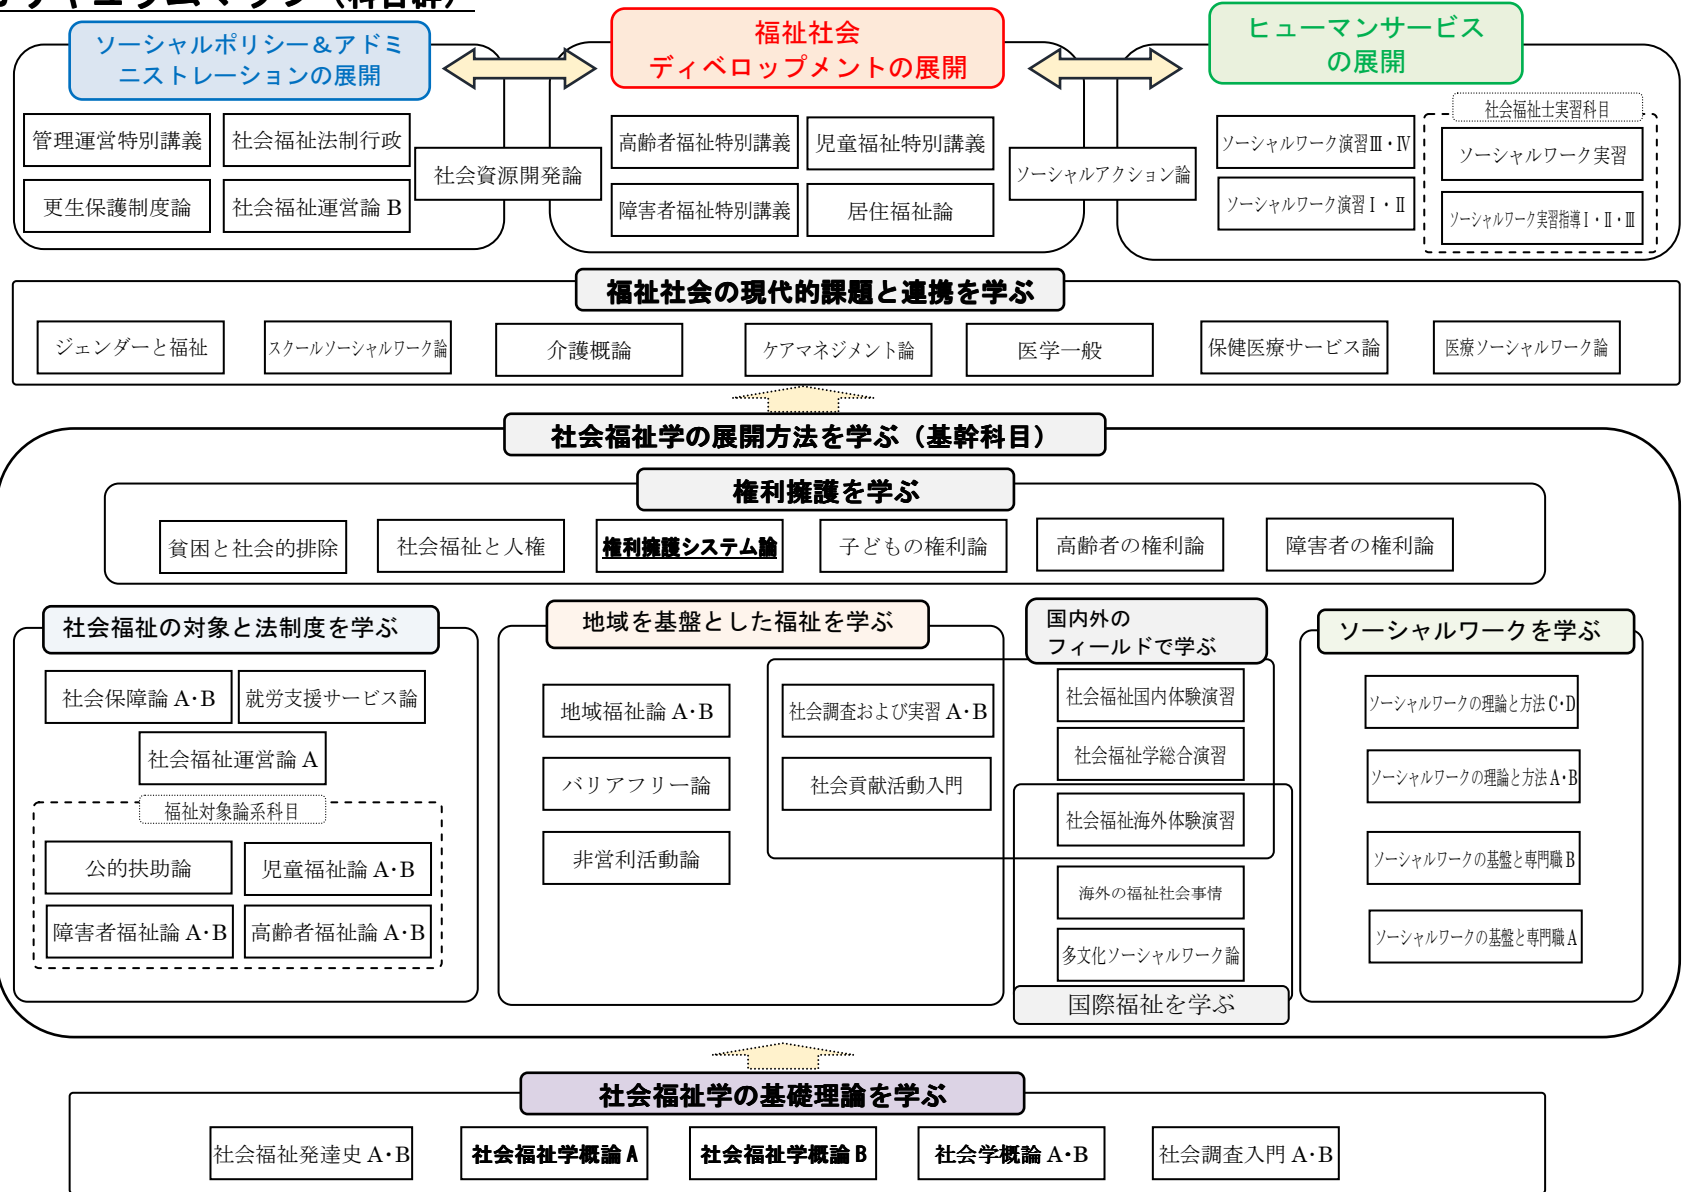 カリキュラムマップ（科目群）
ソーシャルポリシー＆アドミ
ニストレーションの展開
福祉社会
ディベロップメントの展開
ヒューマンサービス
の展開
管理運営特別講義
社会福祉法制行政
更生保護制度論
社会福祉運営論 B
社会資源開発論
高齢者福祉特別講義
児童福祉特別講義
障害者福祉特別講義
居住福祉論
ソーシャルアクション論
ソーシャルワーク演習Ⅲ・Ⅳ
ソーシャルワーク演習Ⅰ・Ⅱ
社会福祉士実習科目
ソーシャルワーク実習
ソーシャルワーク実習指導Ⅰ・Ⅱ・Ⅲ
福祉社会の現代的課題と連携を学ぶ
ジェンダーと福祉
スクールソーシャルワーク論
介護概論
ケアマネジメント論
医学一般
保健医療サービス論
医療ソーシャルワーク論
社会福祉学の展開方法を学ぶ（基幹科目）
権利擁護を学ぶ
貧困と社会的排除
社会福祉と人権
権利擁護システム論
子どもの権利論
高齢者の権利論
障害者の権利論
社会福祉の対象と法制度を学ぶ
社会保障論 A・B
就労支援サービス論
社会福祉運営論 A
福祉対象論系科目
公的扶助論
児童福祉論 A・B
障害者福祉論 A・B
高齢者福祉論 A・B
地域を基盤とした福祉を学ぶ
地域福祉論 A・B
バリアフリー論
非営利活動論
社会調査および実習 A・B
社会貢献活動入門
国内外の
フィールドで学ぶ
社会福祉国内体験演習
社会福祉学総合演習
社会福祉海外体験演習
海外の福祉社会事情
多文化ソーシャルワーク論
国際福祉を学ぶ
ソーシャルワークを学ぶ
ソーシャルワークの理論と方法 C・D
ソーシャルワークの理論と方法 A・B
ソーシャルワークの基盤と専門職 B
ソーシャルワークの基盤と専門職 A
社会福祉学の基礎理論を学ぶ
社会福祉発達史 A・B
社会福祉学概論 A
社会福祉学概論 B
社会学概論 A・B
社会調査入門 A・B